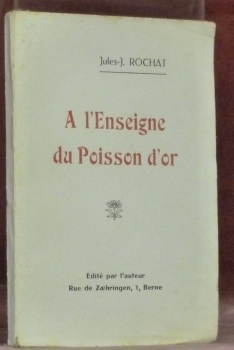 Jules-J. ROCHAT
A l'Enseigne
du Poisson d'or
Edité par l'auteur
Rue de Zæhringen, 1, Berne